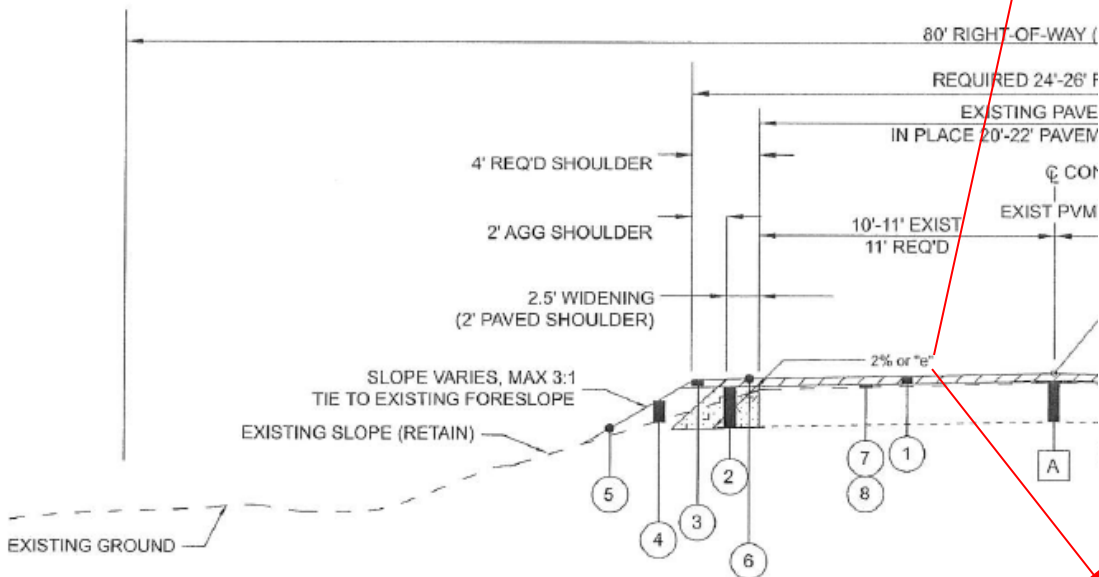 80' RIGHT-OF-WAY (
REQUIRED 24'-26' F
EXISTING PAVE
IN PLACE 20'-22' PAVEM
4' REQ'D SHOULDER
℄ CON
2' AGG SHOULDER
10'-11' EXIST
11' REQ'D
EXIST PVM
2.5' WIDENING
(2' PAVED SHOULDER)
2% or "e"
SLOPE VARIES, MAX 3:1
TIE TO EXISTING FORESLOPE
EXISTING SLOPE (RETAIN)
EXISTING GROUND
5
4
3
2
6
7
8
1
A